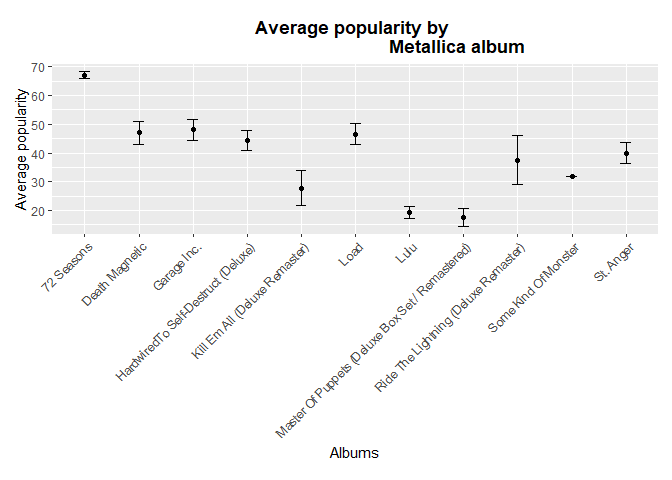 Average popularity by
Metallica album
Average popularity
70
60
50
40
30
20
72 Seasons
Death Magnetic
Garage Inc.
HardwiredTo Self-Destruct (Deluxe)
Kill Em All (Deluxe Remaster)
Load
Lulu
Master Of Puppets (Deluxe Box Set / Remastered)
Ride The Lightning (Deluxe Remaster)
Some Kind Of Monster
St. Anger
Albums